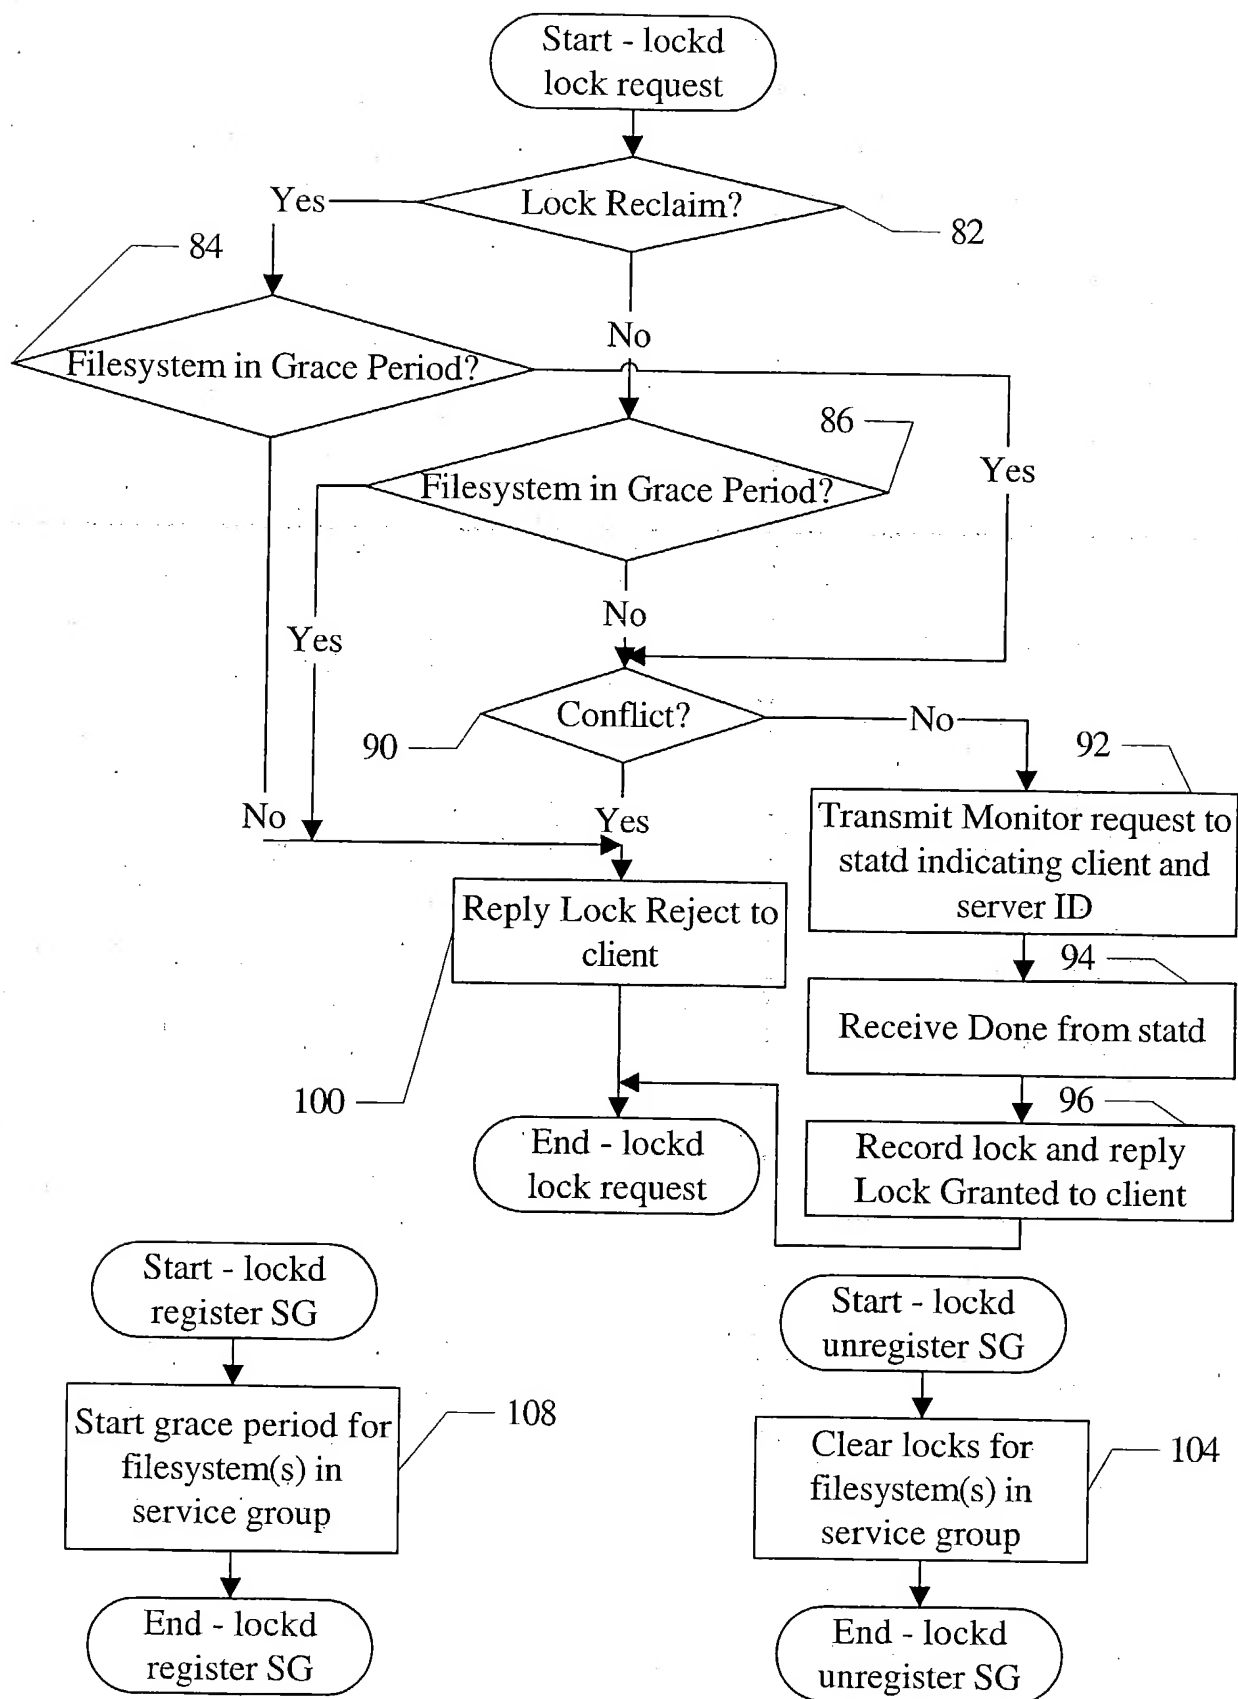 Start - lockd
lock request
Lock Reclaim?
Yes
82
84
No
Filesystem in Grace Period?
86
Yes
Filesystem in Grace Period?
No
Yes
Conflict?
No
90
92
No
Yes
Transmit Monitor request to
statd indicating client and
server ID
Reply Lock Reject to
client
94
Receive Done from statd
100
96
End - lockd
lock request
Record lock and reply
Lock Granted to client
Start - lockd
register SG
Start grace period for
filesystem(s) in
service group
108
End - lockd
register SG
Start - lockd
unregister SG
Clear locks for
filesystem(s) in
service group
104
End - lockd
unregister SG